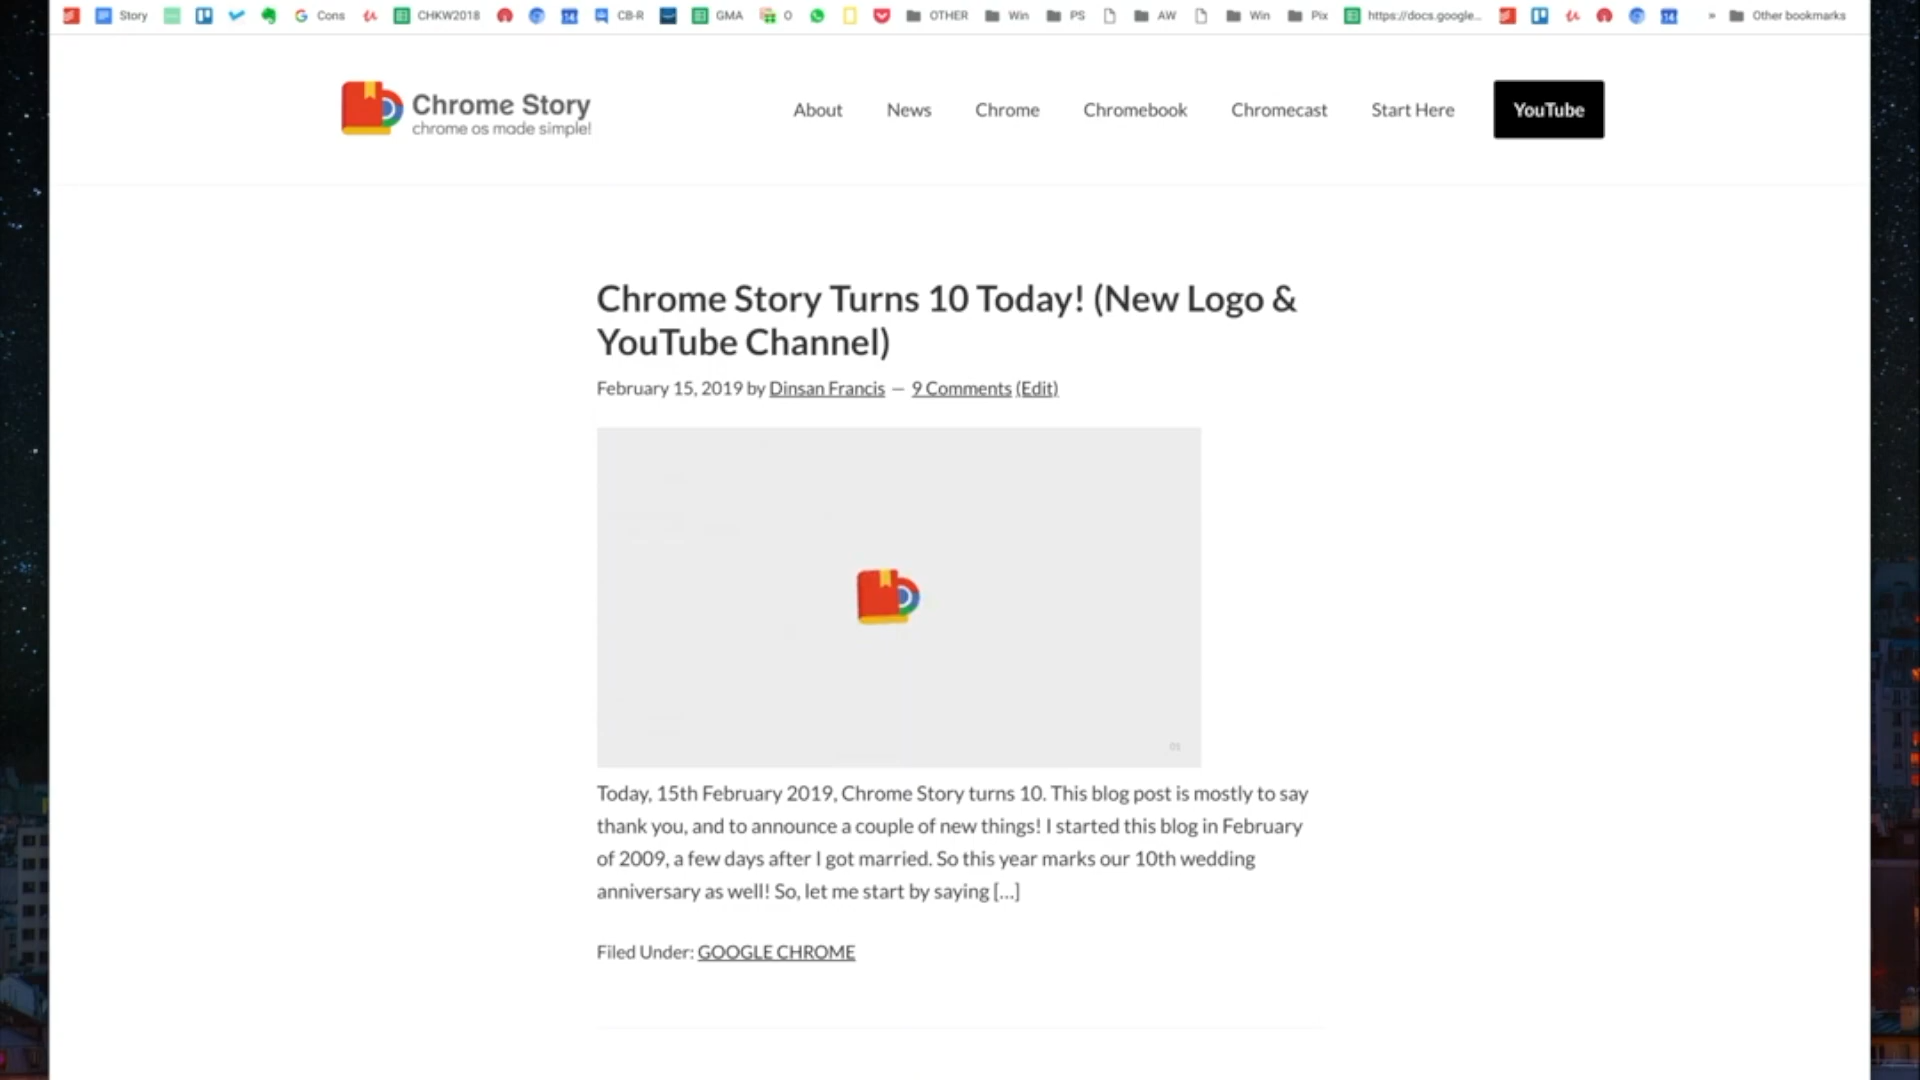 Story Cons CHKW2018 CB-R GMA O OTHER Win PS AW Win Pix https://docs.google... » Other bookmarks
Chrome Story
chrome os made simple!
About News Chrome Chromebook Chromecast Start Here YouTube
Chrome Story Turns 10 Today! (New Logo &
YouTube Channel)
February 15, 2019 by Dinsan Francis — 9 Comments (Edit)
Today, 15th February 2019, Chrome Story turns 10. This blog post is mostly to say
thank you, and to announce a couple of new things! I started this blog in February
of 2009, a few days after I got married. So this year marks our 10th wedding
anniversary as well! So, let me start by saying [...]
Filed Under: GOOGLE CHROME